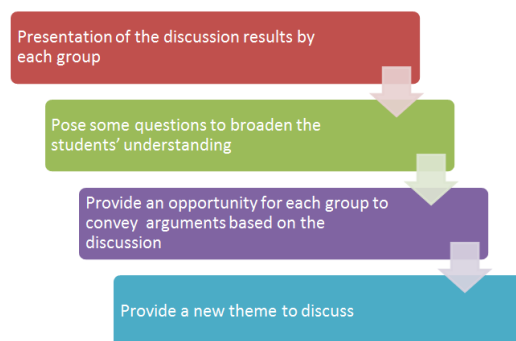 Presentation of the discussion results by
each group
Pose some questions to broaden the
students' understanding
Provide an opportunity for each group to
convey arguments based on the
discussion
Provide a new theme to discuss